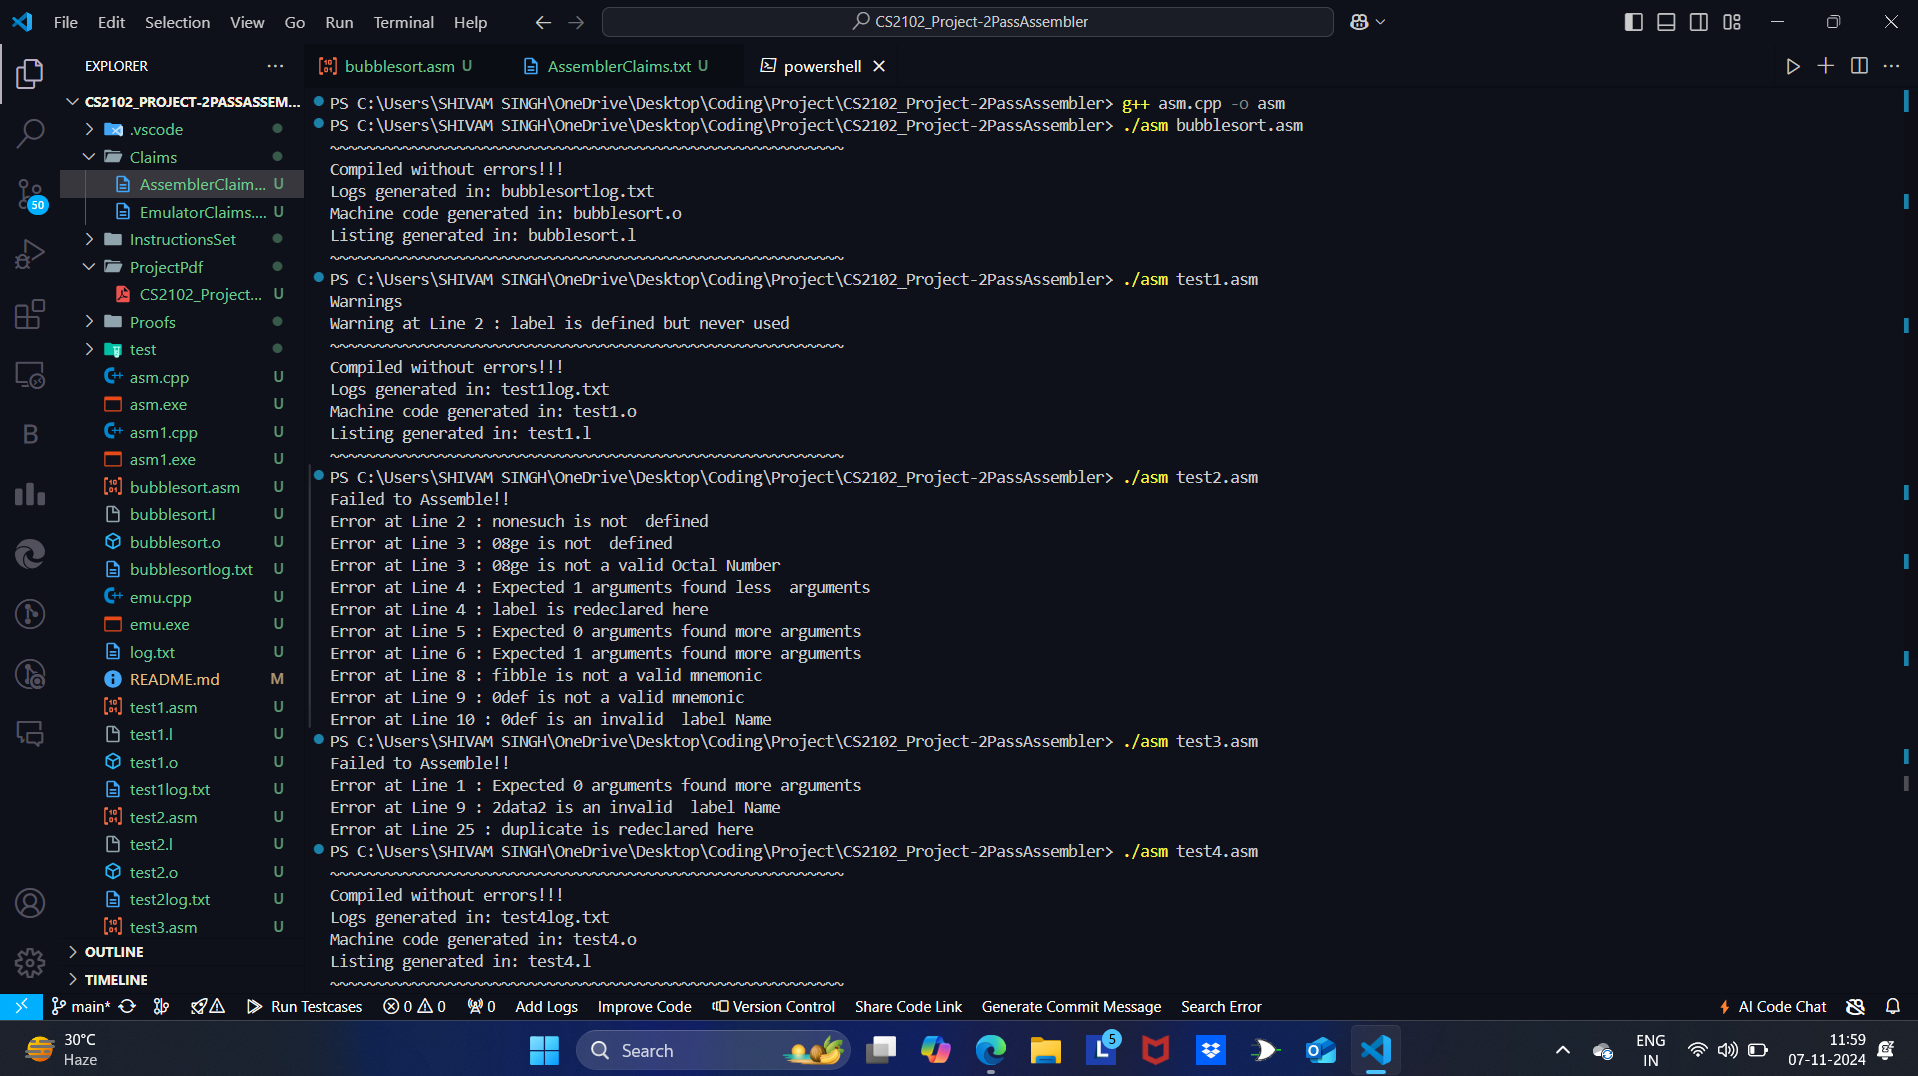 File Edit Selection View Go Run Terminal Help
CS2102_Project-2PassAssembler
EXPLORER
bubblesort.asm U
AssemblerClaims.txt U
powershell
CS2102_PROJECT-2PASSASSEM...
.vscode
Claims
AssemblerClaim... U
EmulatorClaims.... U
InstructionsSet
ProjectPdf
CS2102_Project... U
Proofs
test
asm.cpp U
asm.exe U
asm1.cpp U
asm1.exe U
bubblesort.asm U
bubblesort.l U
bubblesort.o U
bubblesortlog.txt U
emu.cpp U
emu.exe U
log.txt U
README.md M
test1.asm U
test1.l U
test1.o U
test1log.txt U
test2.asm U
test2.l U
test2.o U
test2log.txt U
test3.asm U
OUTLINE
TIMELINE
50
B
PS C:\Users\SHIVAM SINGH\OneDrive\Desktop\Coding\Project\CS2102_Project-2PassAssembler> g++ asm.cpp -o asm
PS C:\Users\SHIVAM SINGH\OneDrive\Desktop\Coding\Project\CS2102_Project-2PassAssembler> ./asm bubblesort.asm
~~~~~~~~~~~~~~~~~~~~~~~~~~~~~~~~~~~~~~~~~~~~~~~~~~~~~~~~~
Compiled without errors!!!
Logs generated in: bubblesortlog.txt
Machine code generated in: bubblesort.o
Listing generated in: bubblesort.l
~~~~~~~~~~~~~~~~~~~~~~~~~~~~~~~~~~~~~~~~~~~~~~~~~~~~~~~~~
PS C:\Users\SHIVAM SINGH\OneDrive\Desktop\Coding\Project\CS2102_Project-2PassAssembler> ./asm test1.asm
Warnings
Warning at Line 2 : label is defined but never used
~~~~~~~~~~~~~~~~~~~~~~~~~~~~~~~~~~~~~~~~~~~~~~~~~~~~~~~~~
Compiled without errors!!!
Logs generated in: test1log.txt
Machine code generated in: test1.o
Listing generated in: test1.l
~~~~~~~~~~~~~~~~~~~~~~~~~~~~~~~~~~~~~~~~~~~~~~~~~~~~~~~~~
PS C:\Users\SHIVAM SINGH\OneDrive\Desktop\Coding\Project\CS2102_Project-2PassAssembler> ./asm test2.asm
Failed to Assemble!!
Error at Line 2 : nonesuch is not  defined
Error at Line 3 : 08ge is not  defined
Error at Line 3 : 08ge is not a valid Octal Number
Error at Line 4 : Expected 1 arguments found less  arguments
Error at Line 4 : label is redeclared here
Error at Line 5 : Expected 0 arguments found more arguments
Error at Line 6 : Expected 1 arguments found more arguments
Error at Line 8 : fibble is not a valid mnemonic
Error at Line 9 : 0def is not a valid mnemonic
Error at Line 10 : 0def is an invalid  label Name
PS C:\Users\SHIVAM SINGH\OneDrive\Desktop\Coding\Project\CS2102_Project-2PassAssembler> ./asm test3.asm
Failed to Assemble!!
Error at Line 1 : Expected 0 arguments found more arguments
Error at Line 9 : 2data2 is an invalid  label Name
Error at Line 25 : duplicate is redeclared here
PS C:\Users\SHIVAM SINGH\OneDrive\Desktop\Coding\Project\CS2102_Project-2PassAssembler> ./asm test4.asm
~~~~~~~~~~~~~~~~~~~~~~~~~~~~~~~~~~~~~~~~~~~~~~~~~~~~~~~~~
Compiled without errors!!!
Logs generated in: test4log.txt
Machine code generated in: test4.o
Listing generated in: test4.l
~~~~~~~~~~~~~~~~~~~~~~~~~~~~~~~~~~~~~~~~~~~~~~~~~~~~~~~~~
main* Run Testcases 0 0 0 Add Logs Improve Code Version Control Share Code Link Generate Commit Message Search Error AI Code Chat
30°C
Haze
Search
L 5
ENG
IN
11:59
07-11-2024